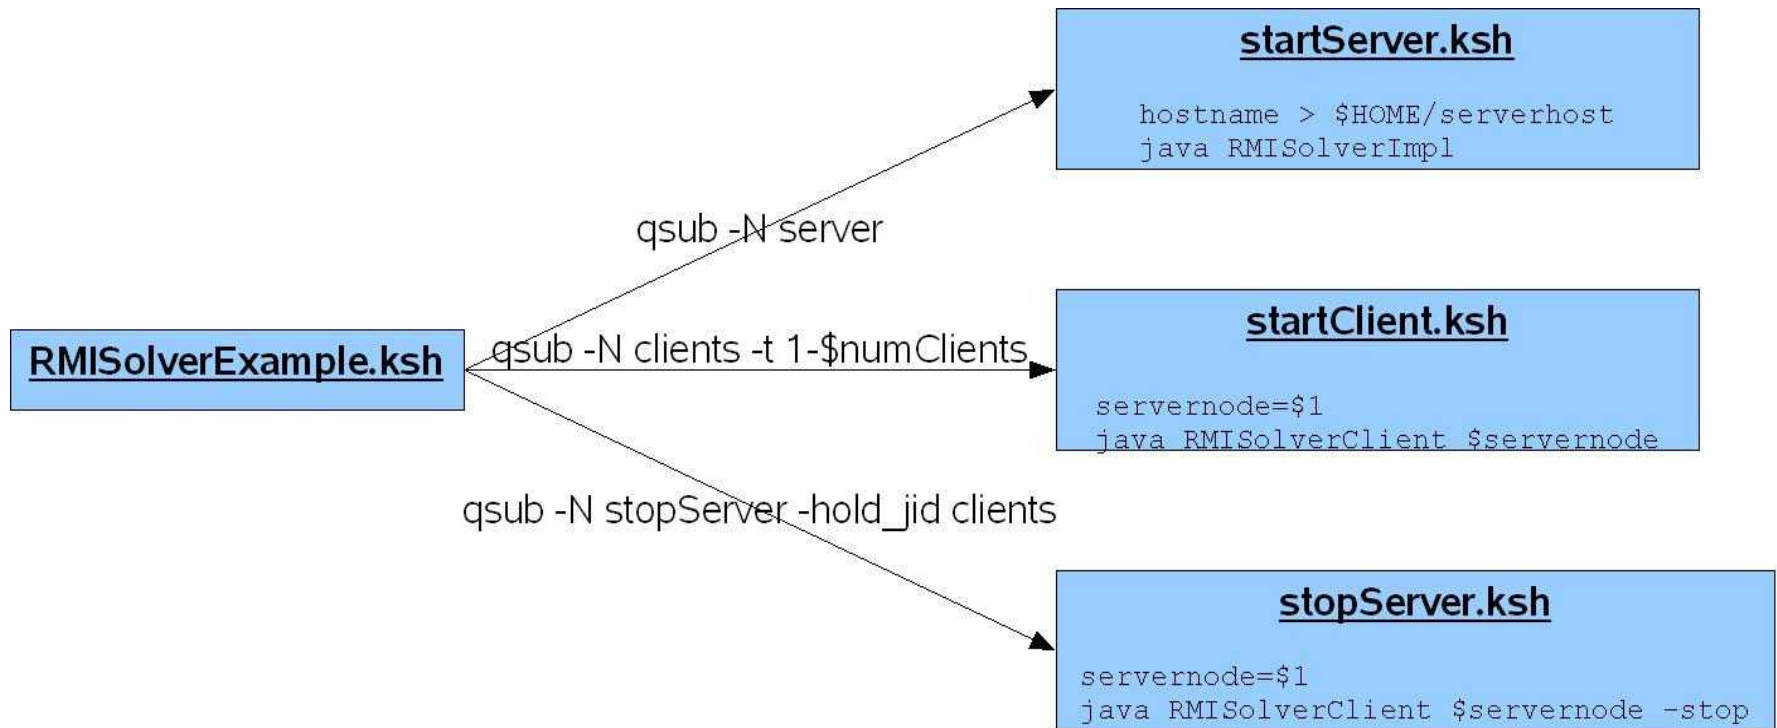 startServer.ksh
hostname > $HOME/serverhost
java RMISolverImpl
qsub -N server
RMISolverExample.ksh
qsub -N clients -t 1-$numClients
startClient.ksh
servernode=$1
java RMISolverClient $servernode
qsub -N stopServer -hold_jid clients
stopServer.ksh
servernode=$1
java RMISolverClient $servernode -stop